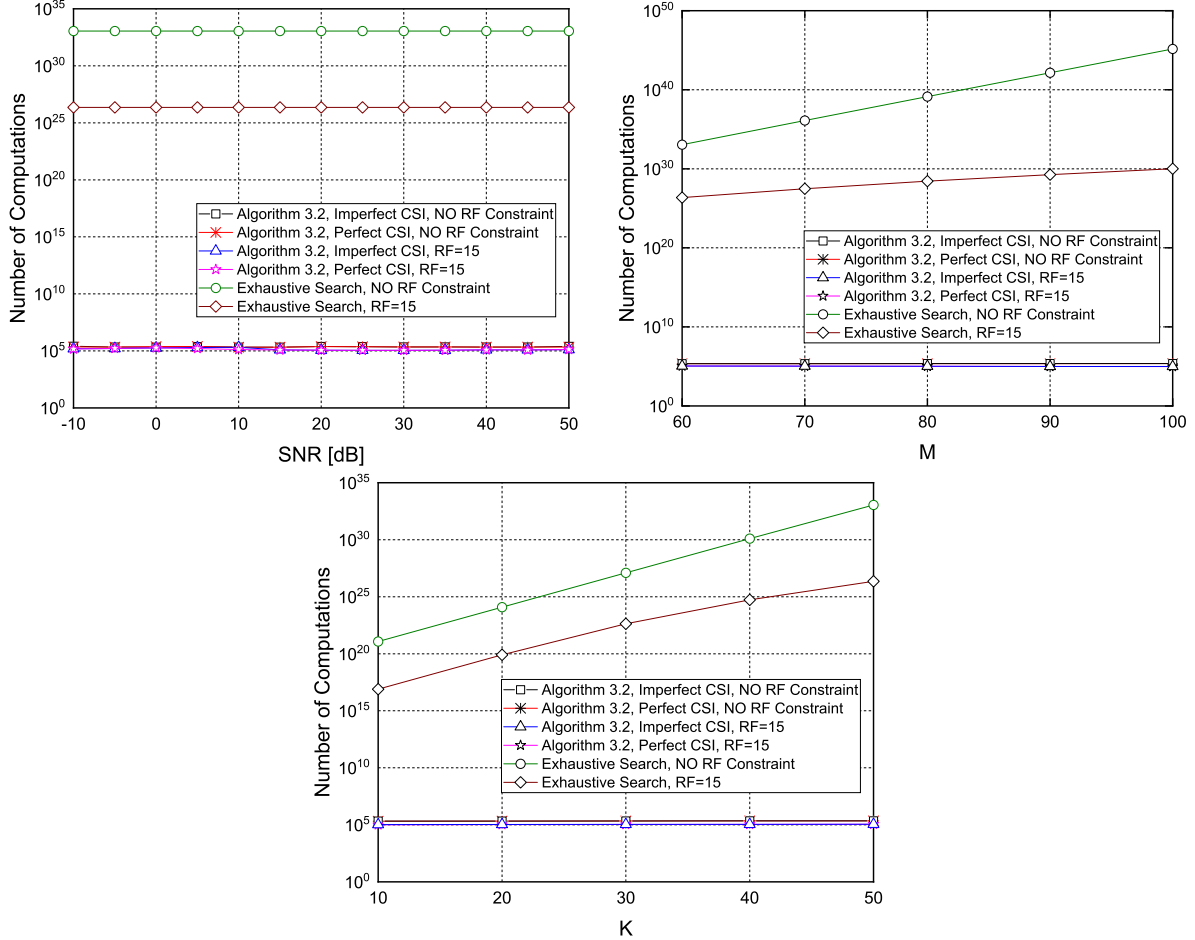 Number of Computations
10^35
10^30
10^25
10^20
10^15
10^10
10^5
10^0
Algorithm 3.2, Imperfect CSI, NO RF Constraint
Algorithm 3.2, Perfect CSI, NO RF Constraint
Algorithm 3.2, Imperfect CSI, RF=15
Algorithm 3.2, Perfect CSI, RF=15
Exhaustive Search, NO RF Constraint
Exhaustive Search, RF=15
-10 0 10 20 30 40 50
SNR [dB]
Number of Computations
10^50
10^40
10^30
10^20
10^10
10^0
Algorithm 3.2, Imperfect CSI, NO RF Constraint
Algorithm 3.2, Perfect CSI, NO RF Constraint
Algorithm 3.2, Imperfect CSI, RF=15
Algorithm 3.2, Perfect CSI, RF=15
Exhaustive Search, NO RF Constraint
Exhaustive Search, RF=15
60 70 80 90 100
M
Number of Computations
10^35
10^30
10^25
10^20
10^15
10^10
10^5
10^0
Algorithm 3.2, Imperfect CSI, NO RF Constraint
Algorithm 3.2, Perfect CSI, NO RF Constraint
Algorithm 3.2, Imperfect CSI, RF=15
Algorithm 3.2, Perfect CSI, RF=15
Exhaustive Search, NO RF Constraint
Exhaustive Search, RF=15
10 20 30 40 50
K